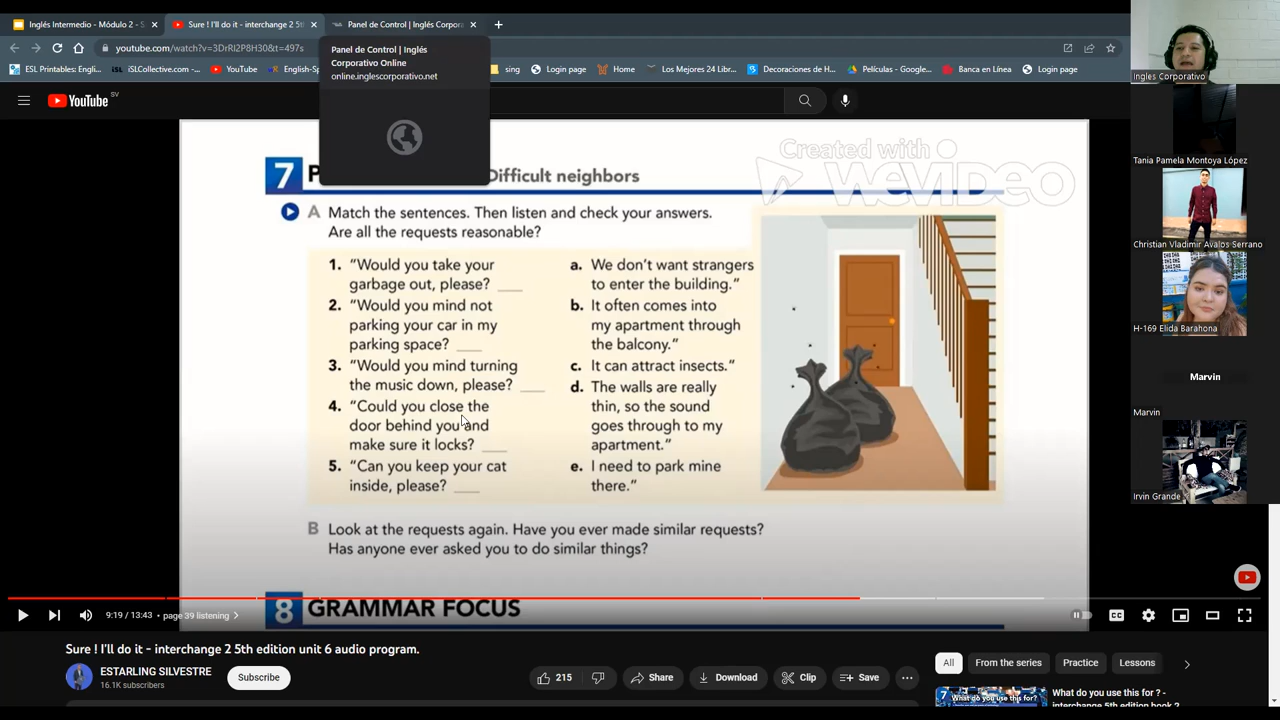 Inglés Intermedio - Módulo 2 - S
Sure ! I'll do it - interchange 2 5th
Panel de Control | Inglés Corpora
youtube.com/watch?v=3DrRl2P8H30&t=497s
Panel de Control | Inglés
Corporativo Online
online.inglescorporativo.net
ESL Printables: Engli...
iSLCollective.com -...
YouTube
English-Sp
sing
Login page
Home
Los Mejores 24 Libr...
Decoraciones de H...
Películas - Google...
Banca en Línea
Login page
YouTube SV
Created with
WEVIDEO
7 P
Difficult neighbors
A Match the sentences. Then listen and check your answers.
Are all the requests reasonable?
1. "Would you take your
garbage out, please?
2. "Would you mind not
parking your car in my
parking space?
3. "Would you mind turning
the music down, please?
4. "Could you close the
door behind you and
make sure it locks?
5. "Can you keep your cat
inside, please?
a. We don't want strangers
to enter the building."
b. It often comes into
my apartment through
the balcony."
c. It can attract insects."
d. The walls are really
thin, so the sound
goes through to my
apartment."
e. I need to park mine
there."
B Look at the requests again. Have you ever made similar requests?
Has anyone ever asked you to do similar things?
8 GRAMMAR FOCUS
9:19 / 13:43 • page 39 listening
CC
Sure ! I'll do it - interchange 2 5th edition unit 6 audio program.
ESTARLING SILVESTRE
16.1K subscribers
Subscribe
215
Share
Download
Clip
Save
All
From the series
Practice
Lessons
7 What do you use this for?
What do you use this for ? -
interchange 5th edition book 2
Ingles Corporativo
Tania Pamela Montoya López
Christian Vladimir Avalos Serrano
H-169 Elida Barahona
Marvin
Marvin
Irvin Grande